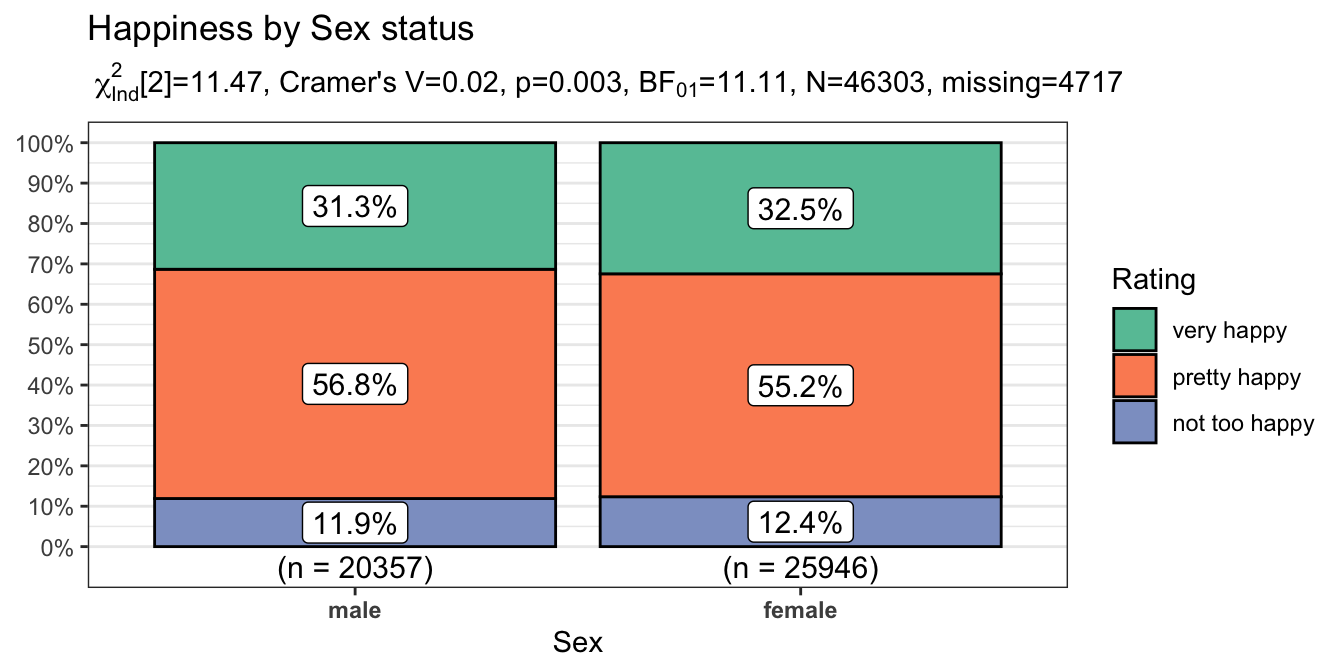 Happiness by Sex status
χ²Ind[2]=11.47, Cramer's V=0.02, p=0.003, BF₀₁=11.11, N=46303, missing=4717
100%
90%
80%
70%
60%
50%
40%
30%
20%
10%
0%
31.3%
32.5%
56.8%
55.2%
11.9%
12.4%
(n = 20357)
(n = 25946)
male
female
Sex
Rating
very happy
pretty happy
not too happy